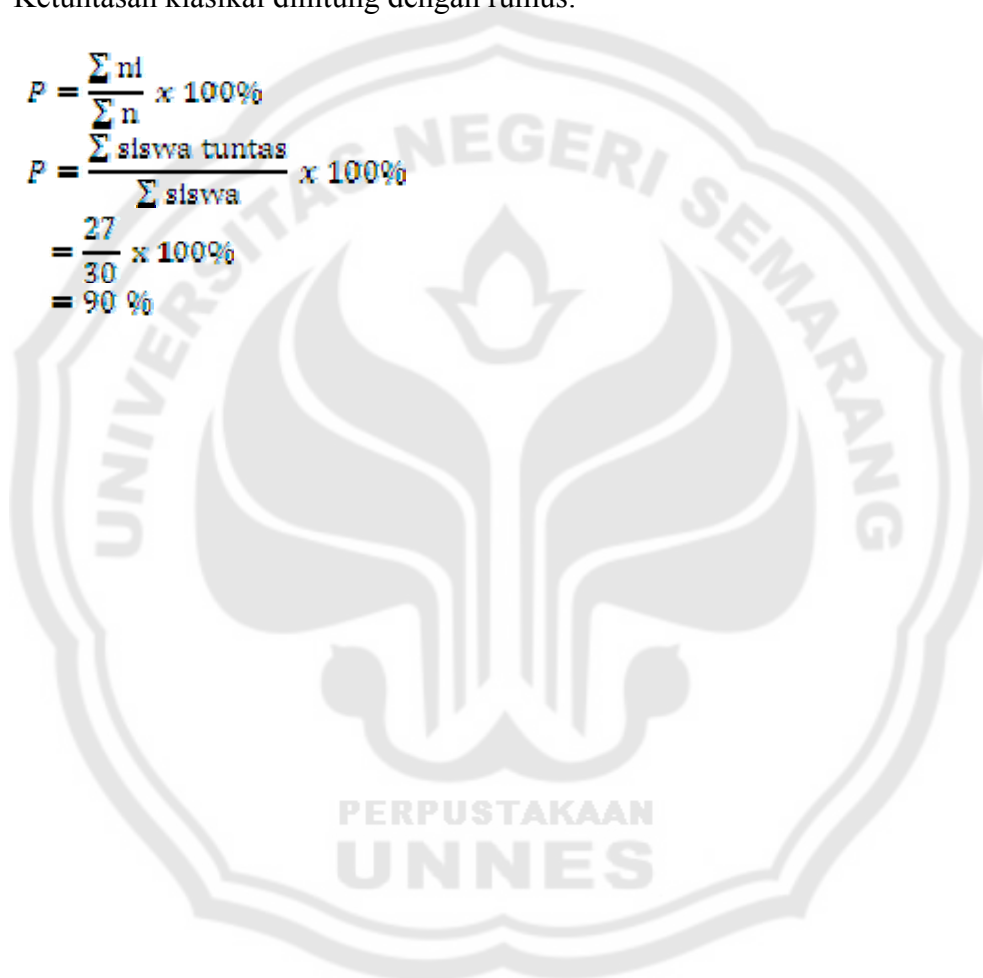 Ketuntasan klasikal dihitung dengan rumus:
P = Σ ni / Σ n x 100%
P = Σ siswa tuntas / Σ siswa x 100%
= 27 / 30 x 100%
= 90 %
UNIVERSITAS NEGERI SEMARANG
PERPUSTAKAAN
UNNES